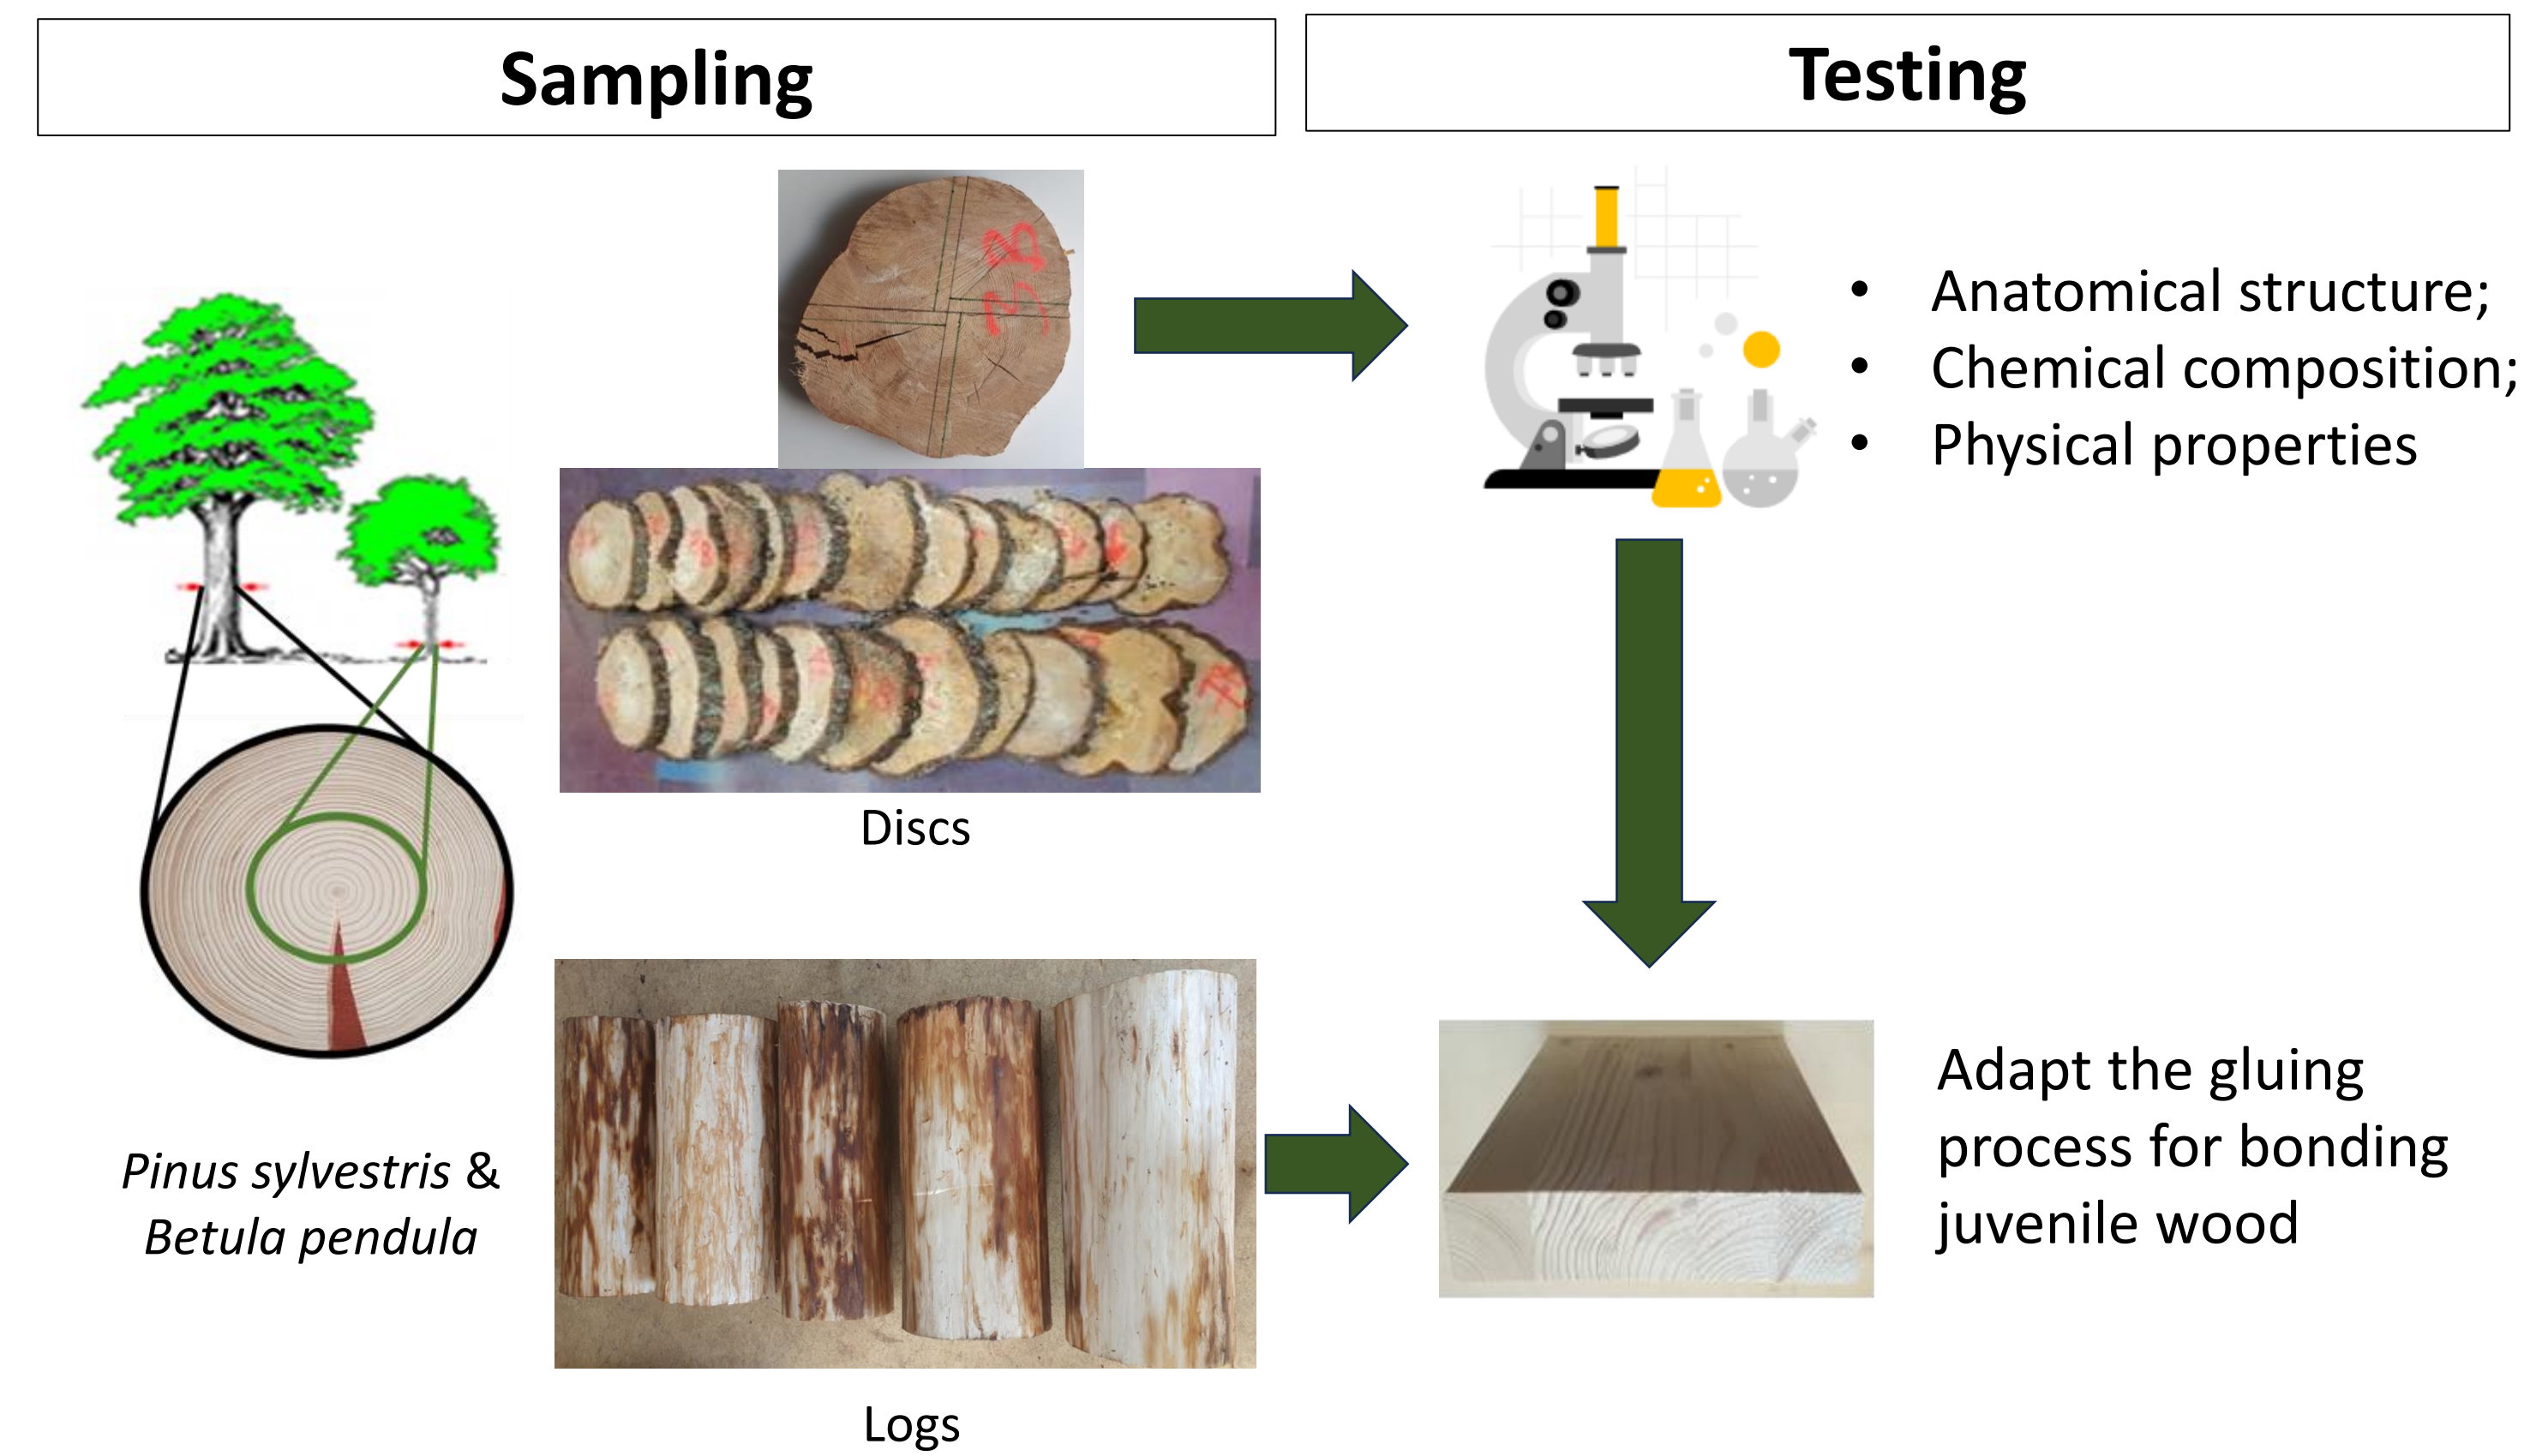 Sampling
Testing
3B
• Anatomical structure;
• Chemical composition;
• Physical properties
Discs
Pinus sylvestris &
Betula pendula
Adapt the gluing
process for bonding
juvenile wood
Logs